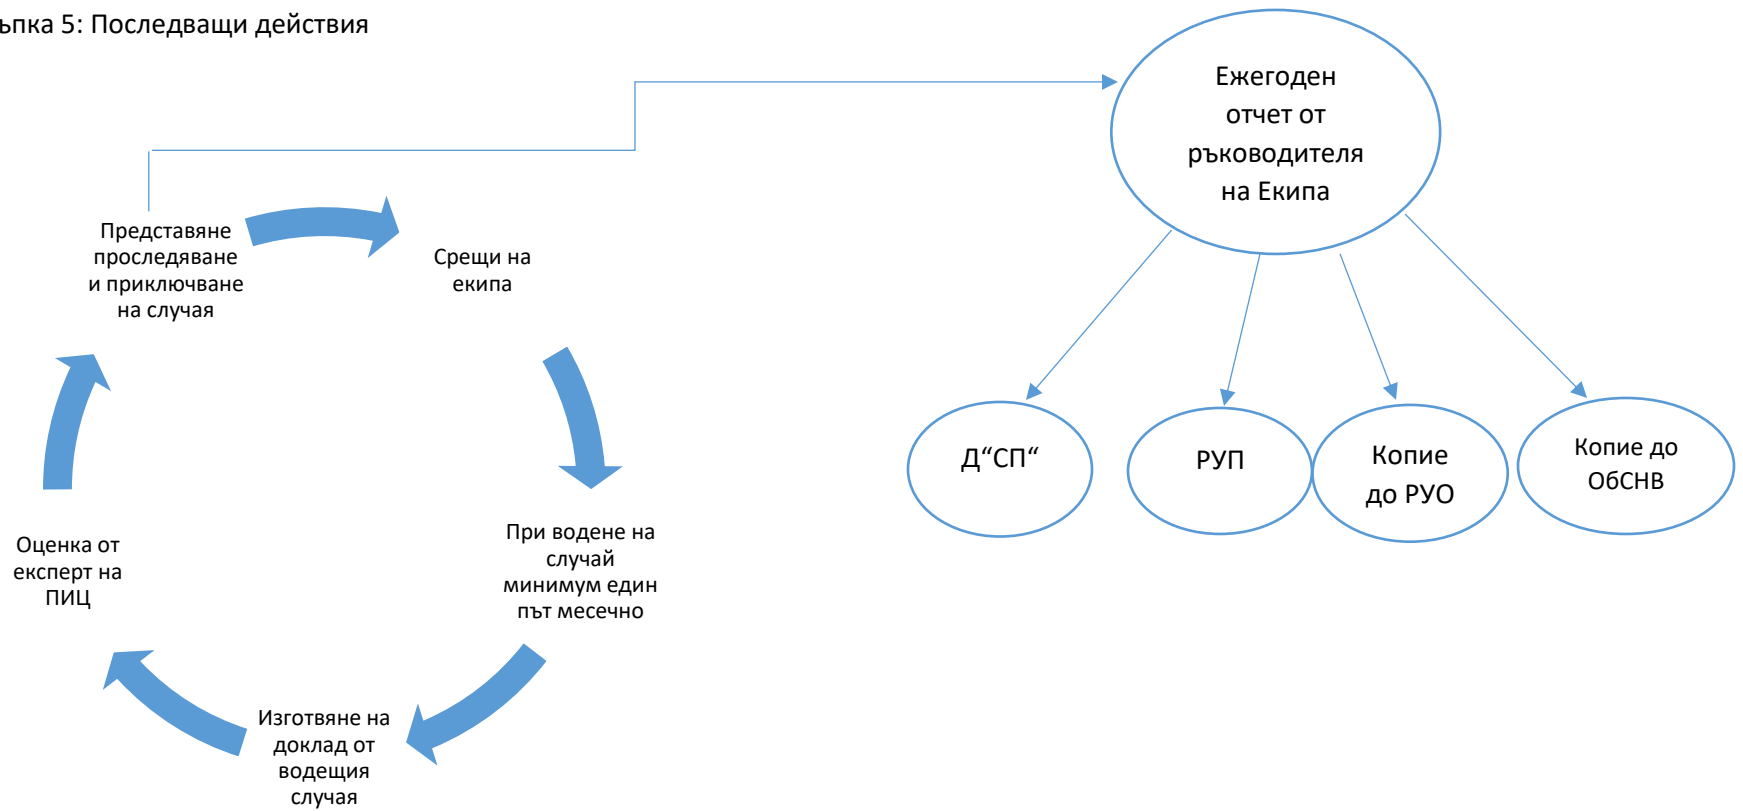 ъпка 5: Последващи действия
Ежегоден
отчет от
ръководителя
на Екипа
Представяне
проследяване
и приключване
на случая
Срещи на
екипа
При водене на
случай
минимум един
път месечно
Изготвяне на
доклад от
водещия
случая
Оценка от
експерт на
ПИЦ
Д“СП“
РУП
Копие
до РУО
Копие до
ОбСНВ